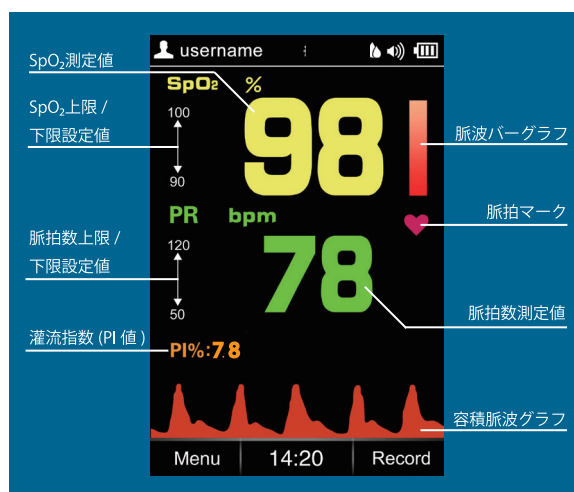 SpO₂測定値
SpO₂上限 /
下限設定値
脈拍数上限 /
下限設定値
灌流指数 (PI 値 )
username
SpO₂ %
100
90
98
PR bpm
120
50
78
PI%:7.8
Menu 14:20 Record
脈波バーグラフ
脈拍マーク
脈拍数測定値
容積脈波グラフ